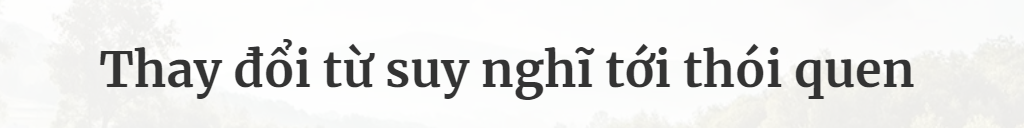 Thay đổi từ suy nghĩ tới thói quen